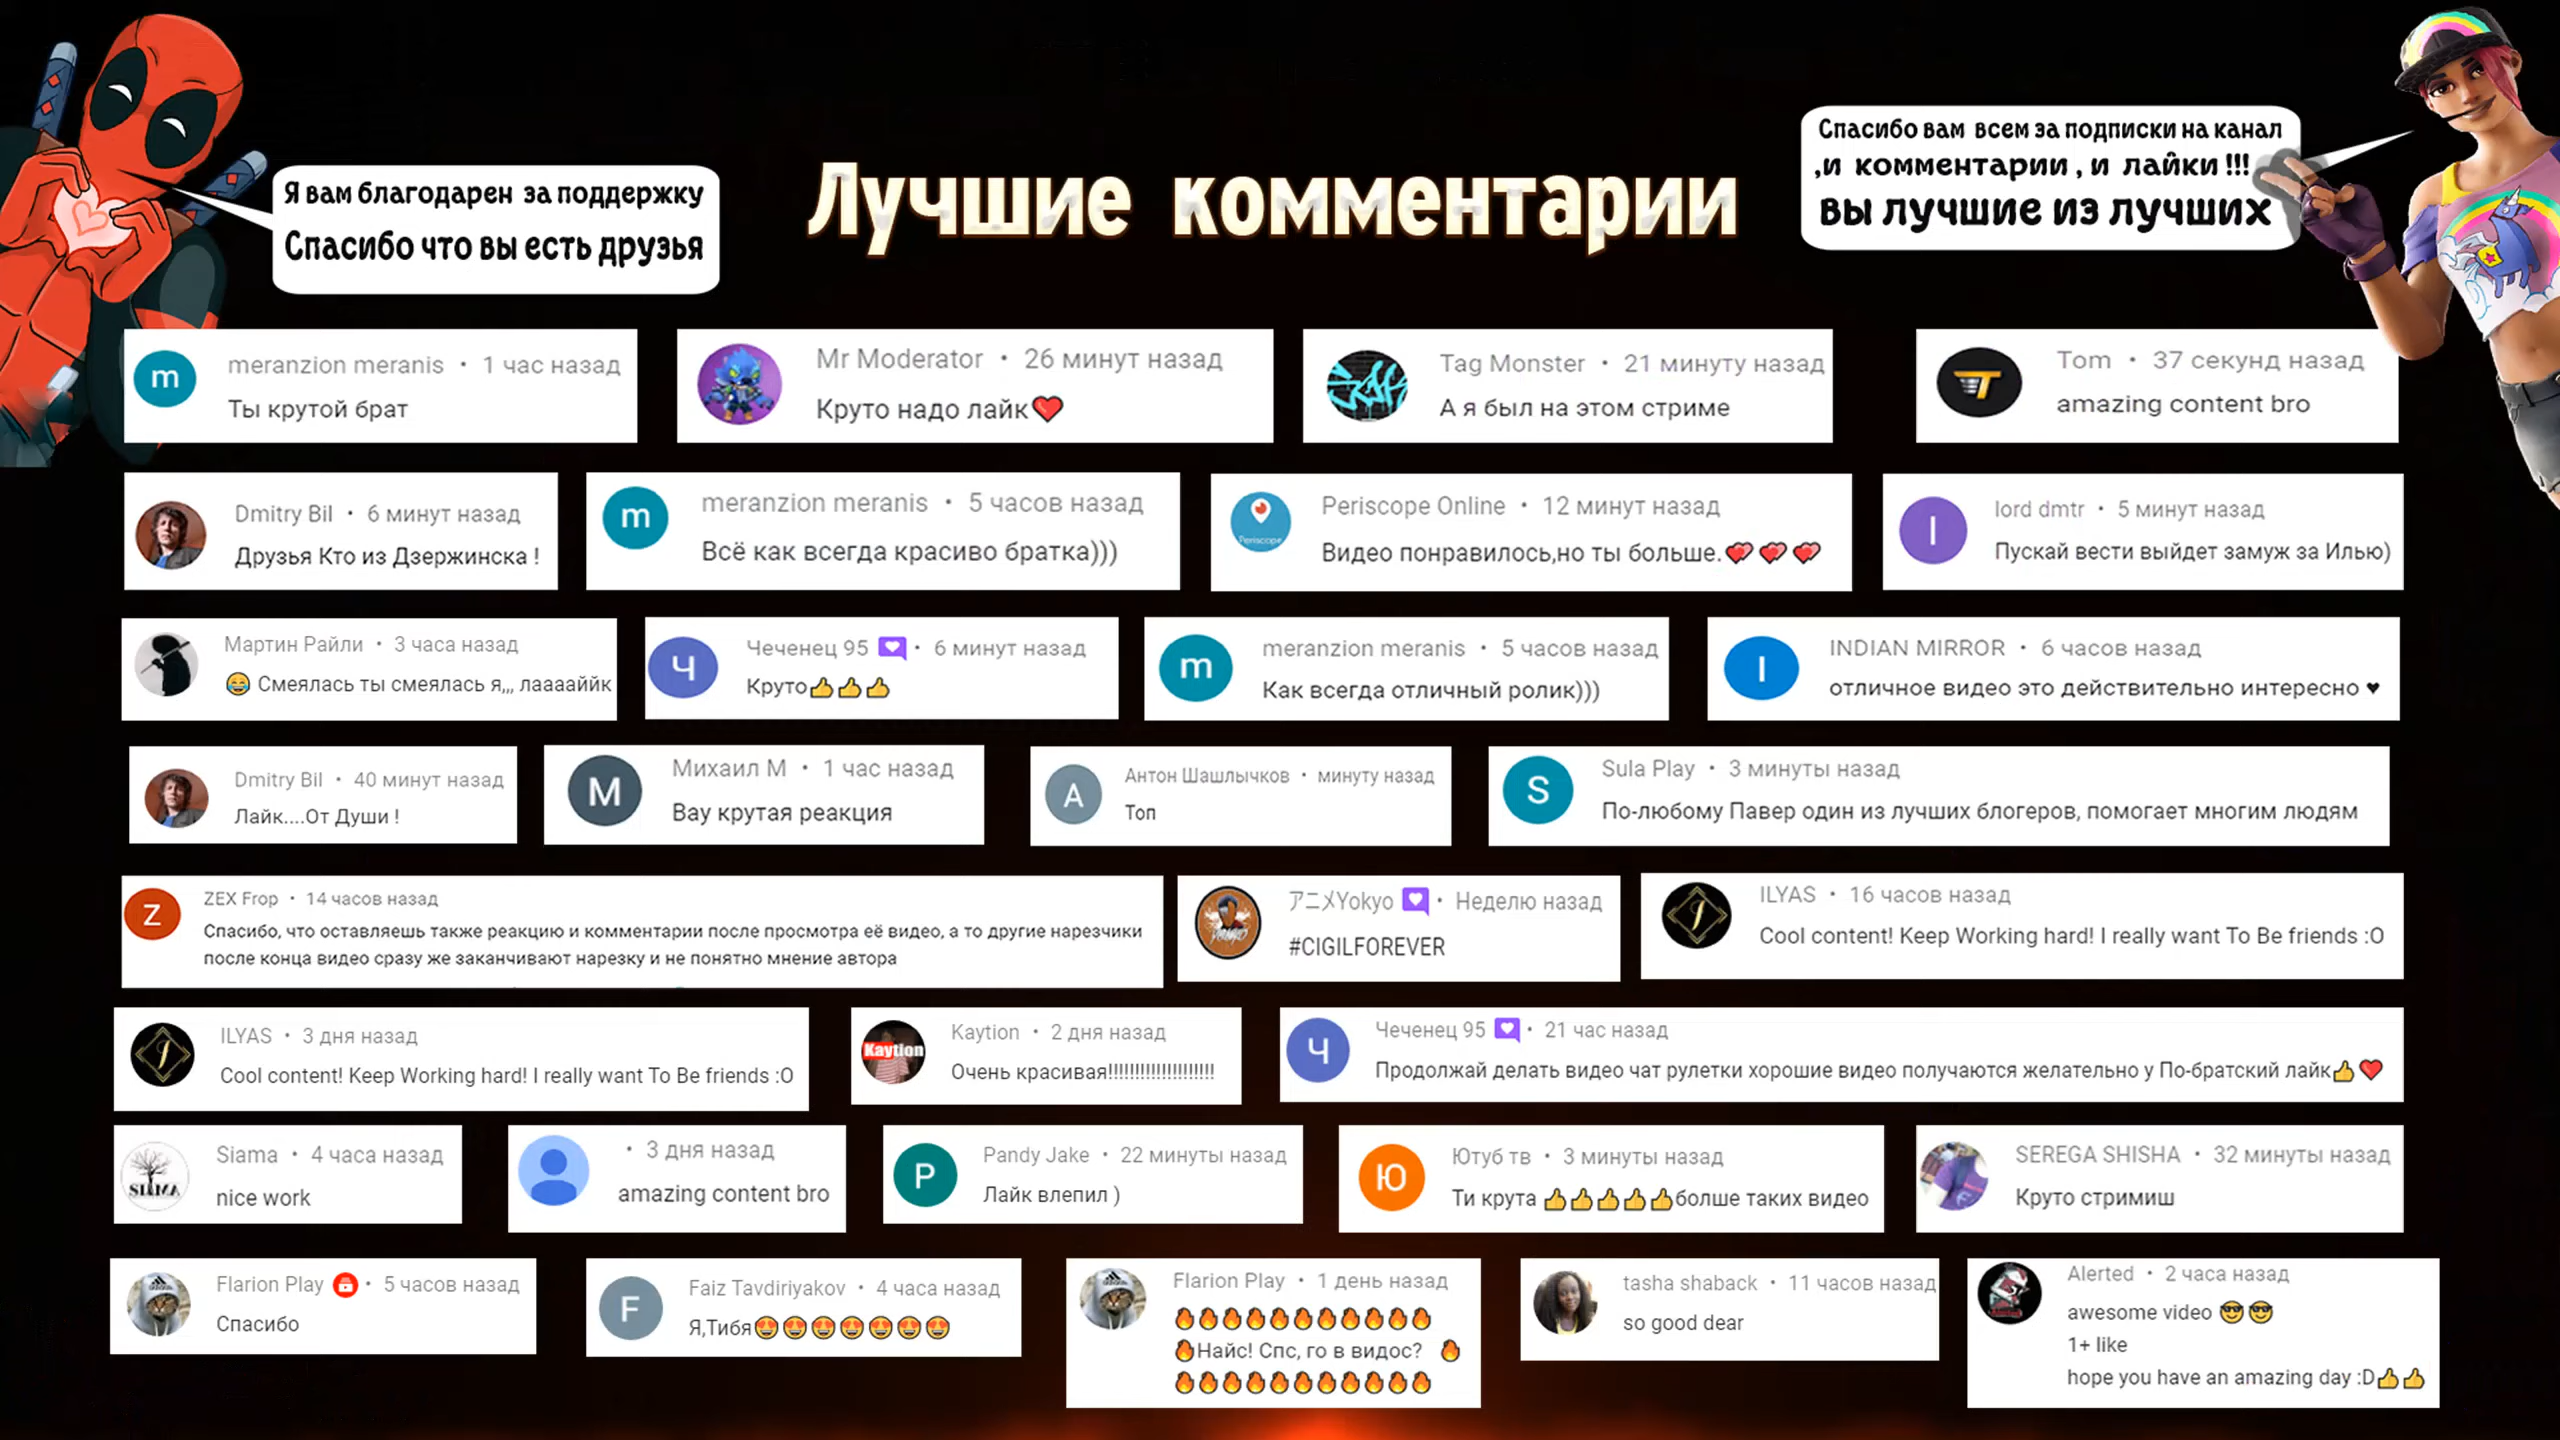 Я вам благодарен за поддержку
Спасибо что вы есть друзья
Лучшие комментарии
Спасибо вам всем за подписки на канал
,и комментарии , и лайки !!!
вы лучшие из лучших
m
meranzion meranis • 1 час назад
Ты крутой брат
Mr Moderator • 26 минут назад
Круто надо лайк❤️
Tag Monster • 21 минуту назад
А я был на этом стриме
Tom • 37 секунд назад
amazing content bro
Dmitry Bil • 6 минут назад
Друзья Кто из Дзержинска !
m
meranzion meranis • 5 часов назад
Всё как всегда красиво братка)))
Periscope
Periscope Online • 12 минут назад
Видео понравилось,но ты больше.💕💕💕
l
lord dmtr • 5 минут назад
Пускай вести выйдет замуж за Илью)
Мартин Райли • 3 часа назад
😂 Смеялась ты смеялась я,,, лааааййк
Ч
Чеченец 95 • 6 минут назад
Круто👍👍👍
m
meranzion meranis • 5 часов назад
Как всегда отличный ролик)))
I
INDIAN MIRROR • 6 часов назад
отличное видео это действительно интересно ♥
Dmitry Bil • 40 минут назад
Лайк....От Души !
М
Михаил М • 1 час назад
Вау крутая реакция
А
Антон Шашлычков • минуту назад
Топ
S
Sula Play • 3 минуты назад
По-любому Павер один из лучших блогеров, помогает многим людям
Z
ZEX Frop • 14 часов назад
Спасибо, что оставляешь также реакцию и комментарии после просмотра её видео, а то другие нарезчики
после конца видео сразу же заканчивают нарезку и не понятно мнение автора
アニメYokyo • Неделю назад
#CIGILFOREVER
ILYAS • 16 часов назад
Cool content! Keep Working hard! I really want To Be friends :O
ILYAS • 3 дня назад
Cool content! Keep Working hard! I really want To Be friends :O
Kaytion
Kaytion • 2 дня назад
Очень красивая!!!!!!!!!!!!!!!!!!!!
Ч
Чеченец 95 • 21 час назад
Продолжай делать видео чат рулетки хорошие видео получаются желательно у По-братский лайк👍❤️
SIAMA
Siama • 4 часа назад
nice work
• 3 дня назад
amazing content bro
P
Pandy Jake • 22 минуты назад
Лайк влепил )
Ю
Ютуб тв • 3 минуты назад
Ти крута 👍👍👍👍👍болше таких видео
SEREGA SHISHA • 32 минуты назад
Круто стримиш
Flarion Play • 5 часов назад
Спасибо
F
Faiz Tavdiriyakov • 4 часа назад
Я,Тибя😍😍😍😍😍😍😍
Flarion Play • 1 день назад
🔥🔥🔥🔥🔥🔥🔥🔥🔥🔥🔥
🔥Найс! Спс, го в видос? 🔥
🔥🔥🔥🔥🔥🔥🔥🔥🔥🔥🔥
tasha shaback • 11 часов назад
so good dear
Alerted • 2 часа назад
awesome video 😎😎
1+ like
hope you have an amazing day :D👍👍